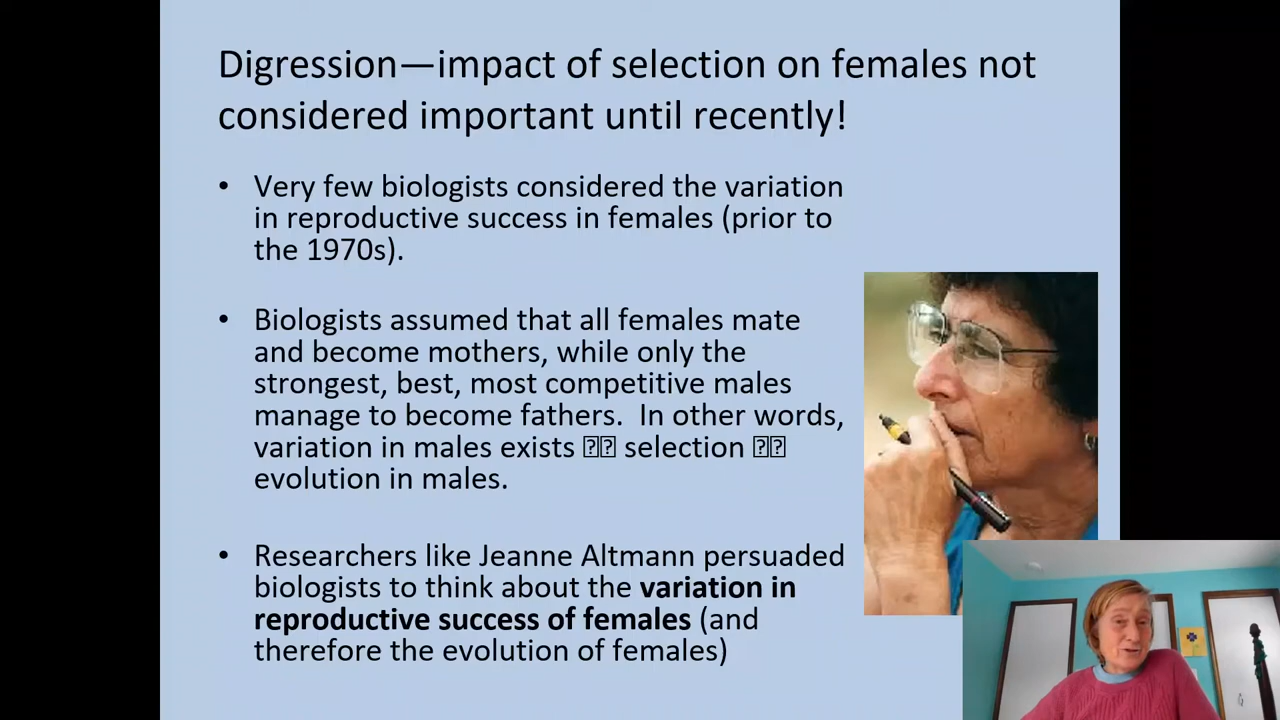 Digression—impact of selection on females not
considered important until recently!
• Very few biologists considered the variation
in reproductive success in females (prior to
the 1970s).
• Biologists assumed that all females mate
and become mothers, while only the
strongest, best, most competitive males
manage to become fathers.  In other words,
variation in males exists ⍰⍰ selection ⍰⍰
evolution in males.
• Researchers like Jeanne Altmann persuaded
biologists to think about the variation in
reproductive success of females (and
therefore the evolution of females)